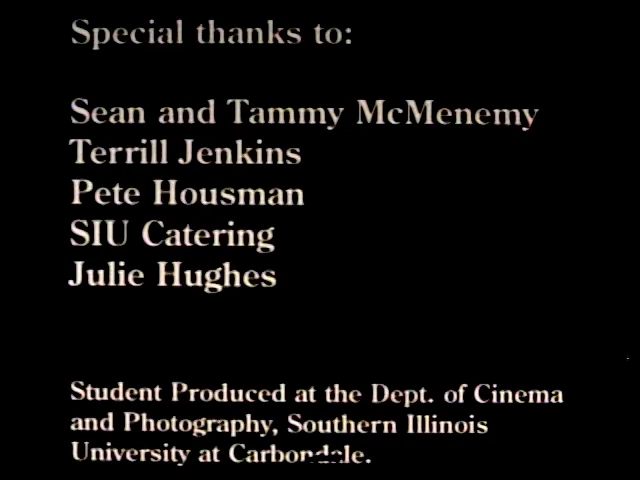 Special thanks to:
Sean and Tammy McMenemy
Terrill Jenkins
Pete Housman
SIU Catering
Julie Hughes
Student Produced at the Dept. of Cinema
and Photography, Southern Illinois
University at Carbondale.